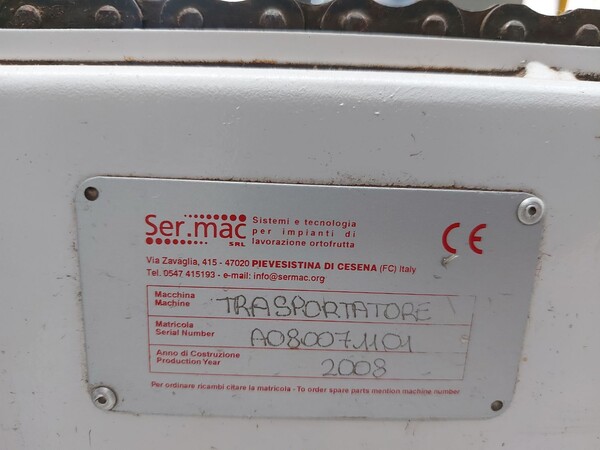 Ser.mac
SRL
Sistemi e tecnologia
per impianti di
lavorazione ortofrutta
CE
Via Zavaglia, 415 - 47020 PIEVESISTINA DI CESENA (FC) Italy
Tel. 0547 415193 - e-mail: info@sermac.org
Macchina
Machine
TRASPORTATORE
Matricola
Serial Number
A08007.1101
Anno di Costruzione
Production Year
2008
Per ordinare ricambi citare la matricola - To order spare parts mention machine number